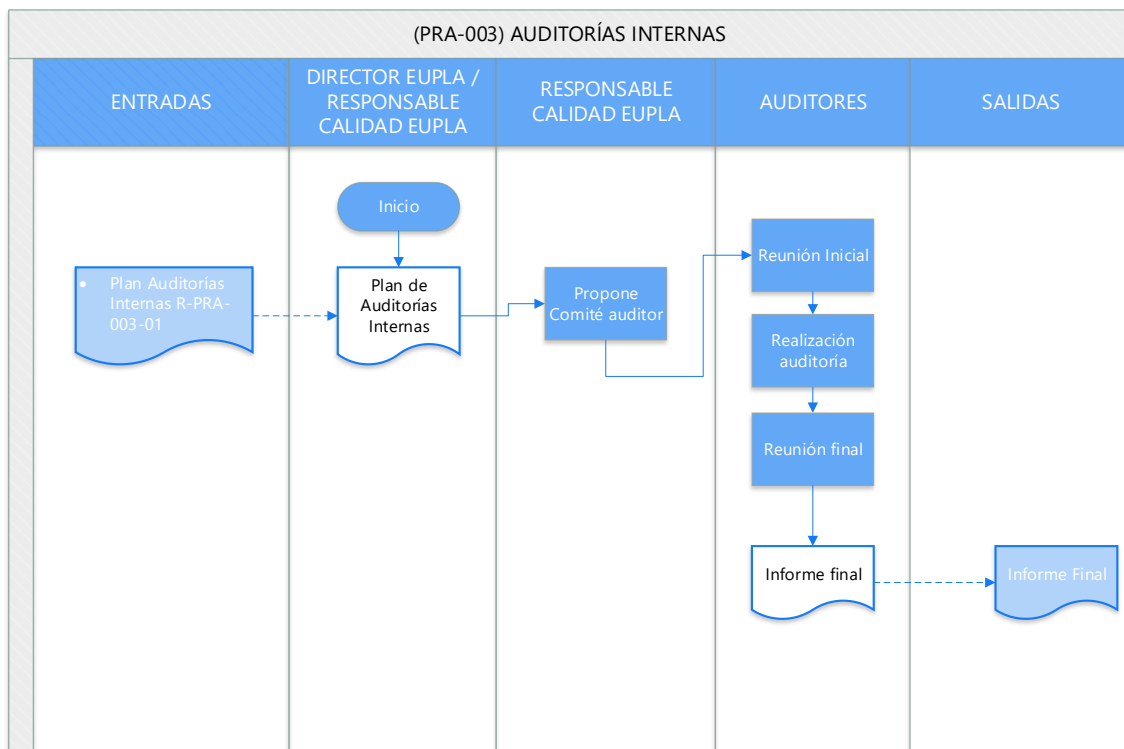 (PRA-003) AUDITORÍAS INTERNAS
ENTRADAS
DIRECTOR EUPLA /
RESPONSABLE
CALIDAD EUPLA
RESPONSABLE
CALIDAD EUPLA
AUDITORES
SALIDAS
Inicio
• Plan Auditorías
Internas R-PRA-
003-01
Plan de
Auditorías
Internas
Propone
Comité auditor
Reunión Inicial
Realización
auditoría
Reunión final
Informe final
Informe Final